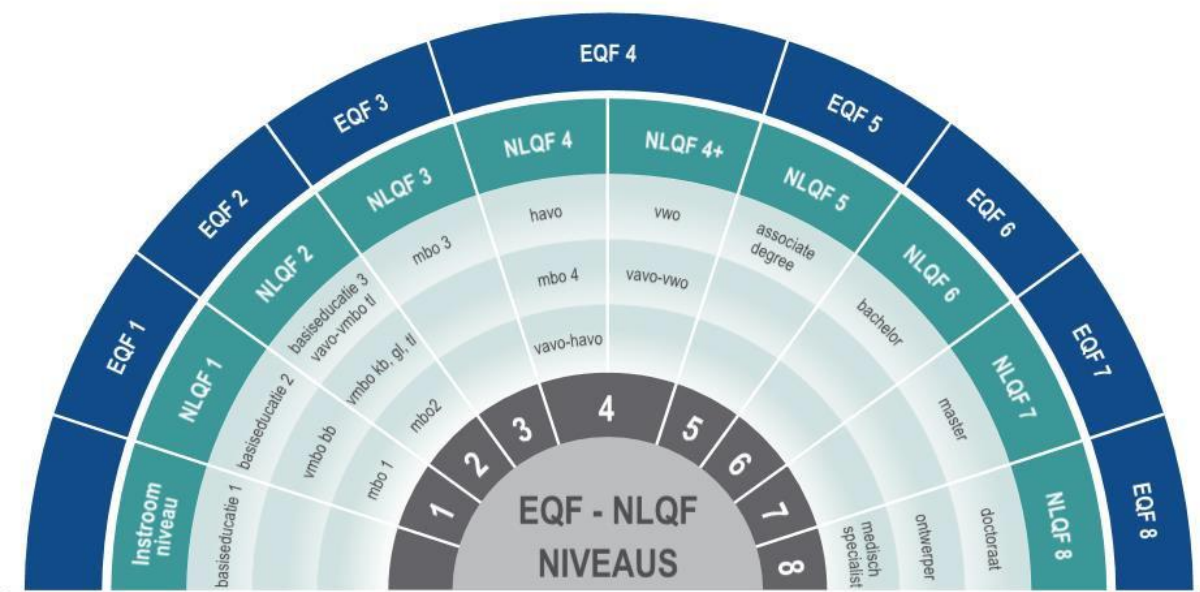 EQF 1
EQF 2
EQF 3
EQF 4
EQF 5
EQF 6
EQF 7
EQF 8
Instroom
niveau
NLQF 1
NLQF 2
NLQF 3
NLQF 4
NLQF 4+
NLQF 5
NLQF 6
NLQF 7
NLQF 8
basiseducatie 1
basiseducatie 2
vmbo bb
mbo 1
basiseducatie 3
vavo-vmbo tl
vmbo kb, gl, tl
mbo2
mbo 3
havo
mbo 4
vavo-havo
vwo
vavo-vwo
associate
degree
bachelor
master
doctoraat
ontwerper
medisch
specialist
1
2
3
4
5
6
7
8
EQF - NLQF
NIVEAUS